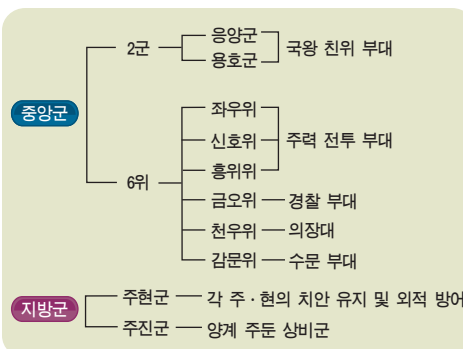 중앙군
2군
응양군
용호군
국왕 친위 부대
6위
좌우위
신호위
흥위위
주력 전투 부대
금오위
경찰 부대
천우위
의장대
감문위
수문 부대
지방군
주현군
각 주·현의 치안 유지 및 외적 방어
주진군
양계 주둔 상비군